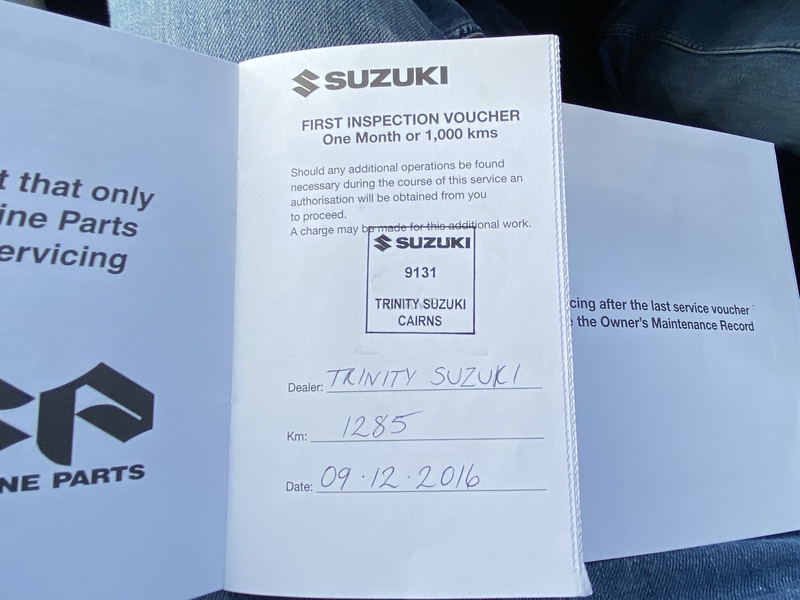 t that only
ine Parts
ervicing
NE PARTS
SUZUKI
FIRST INSPECTION VOUCHER
One Month or 1,000 kms
Should any additional operations be found
necessary during the course of this service an
authorisation will be obtained from you
to proceed.
A charge may be made for this additional work.
SUZUKI
9131
TRINITY SUZUKI
CAIRNS
Dealer: TRINITY SUZUKI
Km: 1285
Date: 09.12.2016
cing after the last service voucher
the Owner's Maintenance Record